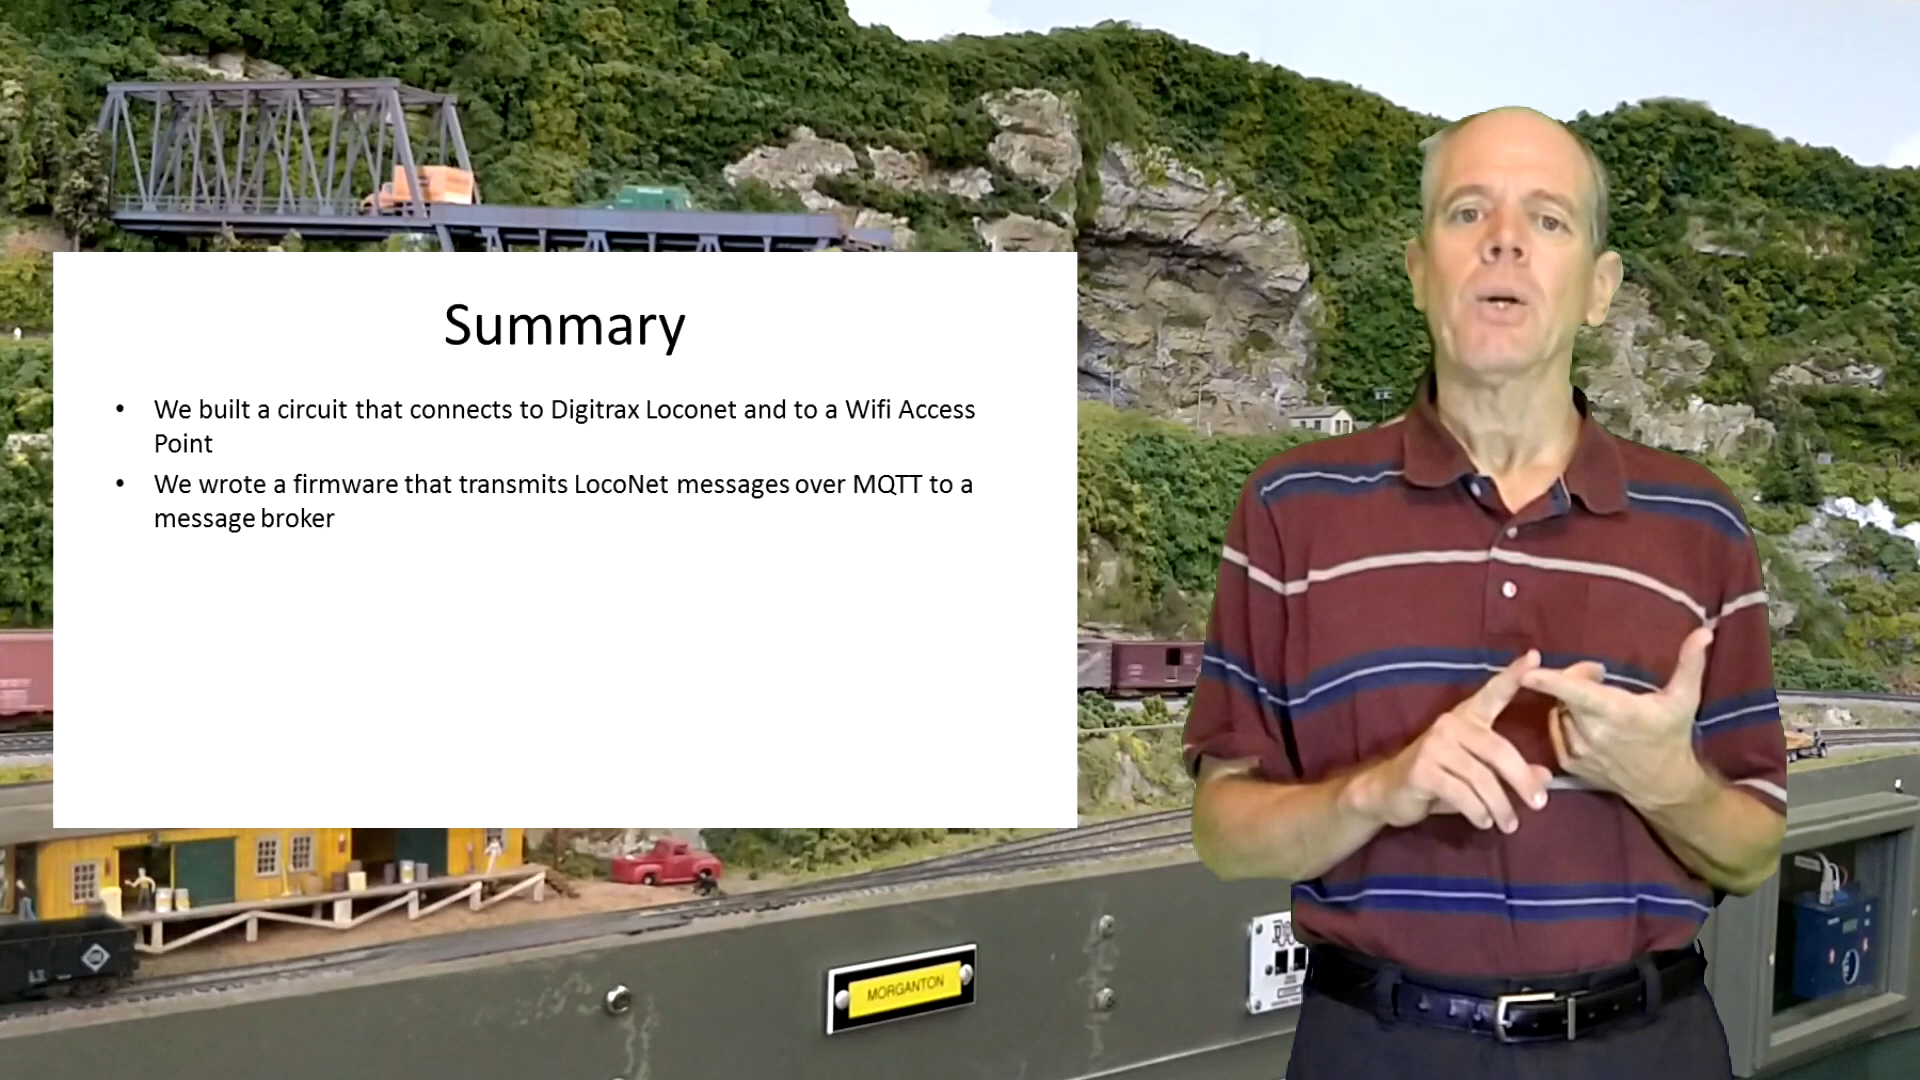 Summary
• We built a circuit that connects to Digitrax Loconet and to a Wifi Access
Point
• We wrote a firmware that transmits LocoNet messages over MQTT to a
message broker
MORGANTON